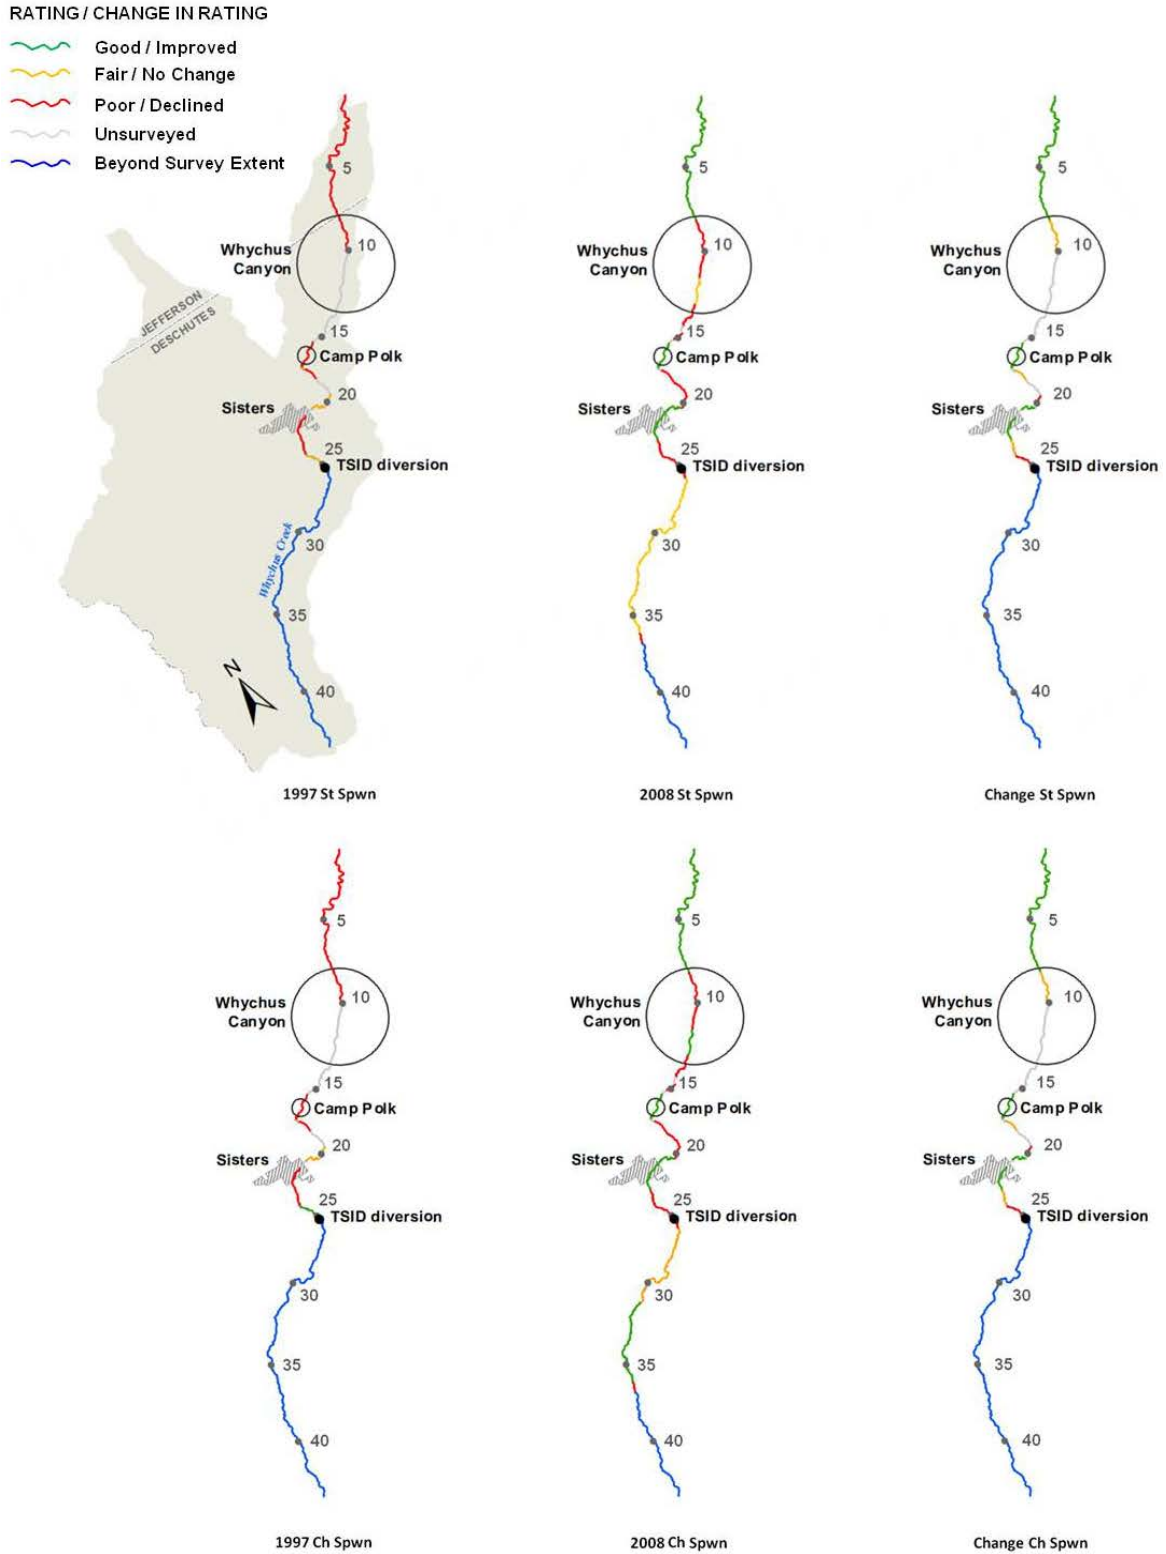 RATING / CHANGE IN RATING
Good / Improved
Fair / No Change
Poor / Declined
Unsurveyed
Beyond Survey Extent
5
10
Whychus
Canyon
JEFFERSON
DESCHUTES
15
Camp Polk
20
Sisters
25
TSID diversion
30
Whychus Creek
35
N
40
1997 St Spwn
5
10
Whychus
Canyon
15
Camp Polk
20
Sisters
25
TSID diversion
30
35
40
2008 St Spwn
5
10
Whychus
Canyon
15
Camp Polk
20
Sisters
25
TSID diversion
30
35
40
Change St Spwn
5
10
Whychus
Canyon
15
Camp Polk
20
Sisters
25
TSID diversion
30
35
40
1997 Ch Spwn
5
10
Whychus
Canyon
15
Camp Polk
20
Sisters
25
TSID diversion
30
35
40
2008 Ch Spwn
5
10
Whychus
Canyon
15
Camp Polk
20
Sisters
25
TSID diversion
30
35
40
Change Ch Spwn